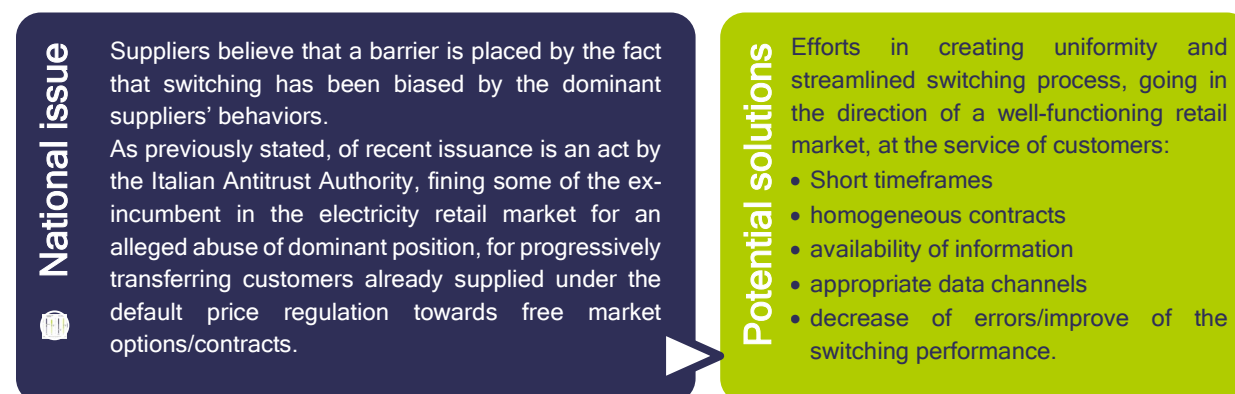 National issue
Suppliers believe that a barrier is placed by the fact
that switching has been biased by the dominant
suppliers’ behaviors.
As previously stated, of recent issuance is an act by
the Italian Antitrust Authority, fining some of the ex-
incumbent in the electricity retail market for an
alleged abuse of dominant position, for progressively
transferring customers already supplied under the
default price regulation towards free market
options/contracts.
Potential solutions
Efforts in creating uniformity and
streamlined switching process, going in
the direction of a well-functioning retail
market, at the service of customers:
• Short timeframes
• homogeneous contracts
• availability of information
• appropriate data channels
• decrease of errors/improve of the
switching performance.